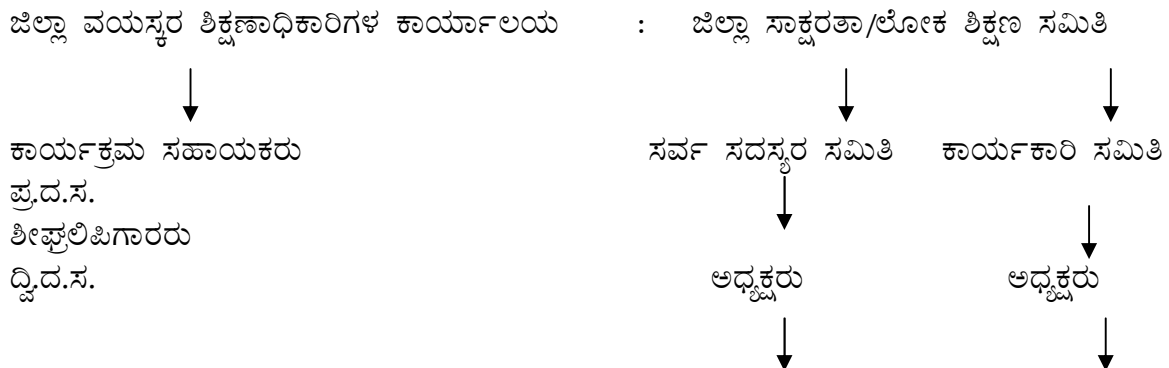 ಜಿಲ್ಲಾ ವಯಸ್ಕರ ಶಿಕ್ಷಣಾಧಿಕಾರಿಗಳ ಕಾರ್ಯಾಲಯ : ಜಿಲ್ಲಾ ಸಾಕ್ಷರತಾ/ಲೋಕ ಶಿಕ್ಷಣ ಸಮಿತಿ
ಕಾರ್ಯಕ್ರಮ ಸಹಾಯಕರು ಸರ್ವ ಸದಸ್ಯರ ಸಮಿತಿ ಕಾರ್ಯಕಾರಿ ಸಮಿತಿ
ಪ್ರ.ದ.ಸ.
ಶೀಘ್ರಲಿಪಿಗಾರರು
ದ್ವಿ.ದ.ಸ. ಅಧ್ಯಕ್ಷರು ಅಧ್ಯಕ್ಷರು